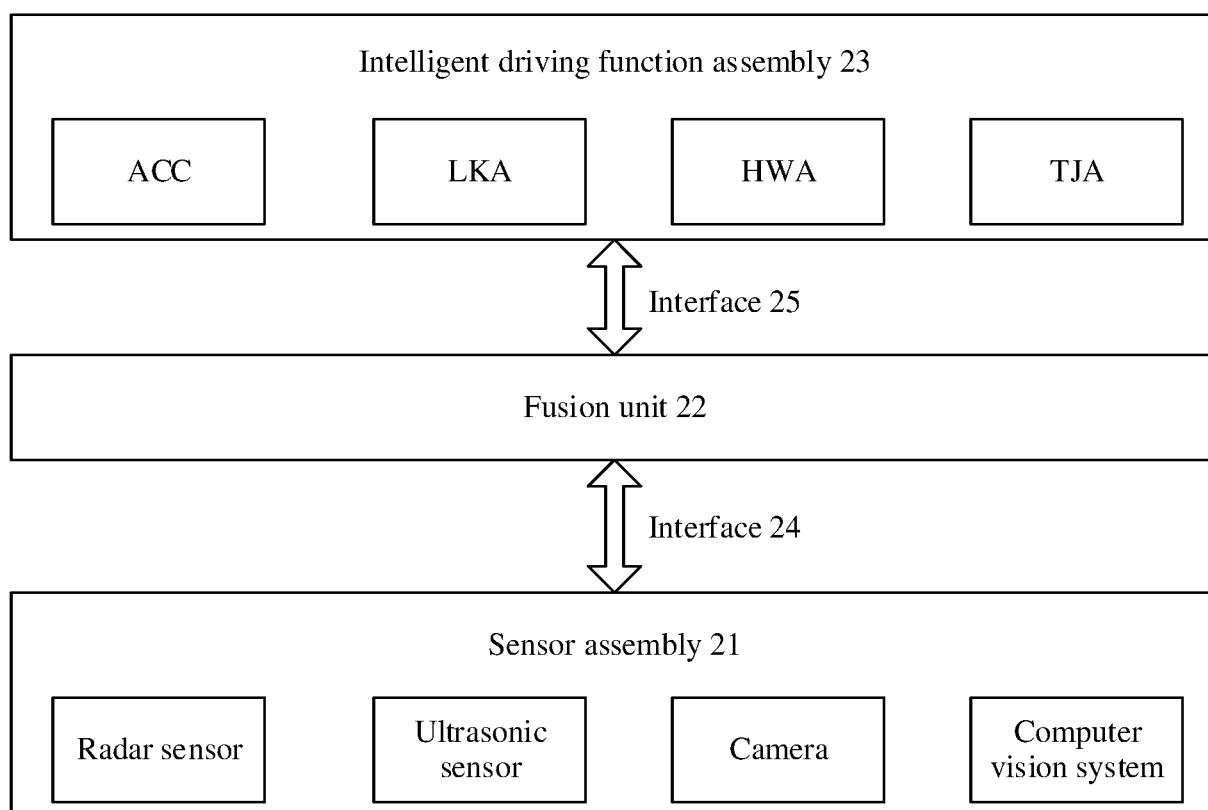 Intelligent driving function assembly 23
ACC
LKA
HWA
TJA
Interface 25
Fusion unit 22
Interface 24
Sensor assembly 21
Radar sensor
Ultrasonic
sensor
Camera
Computer
vision system